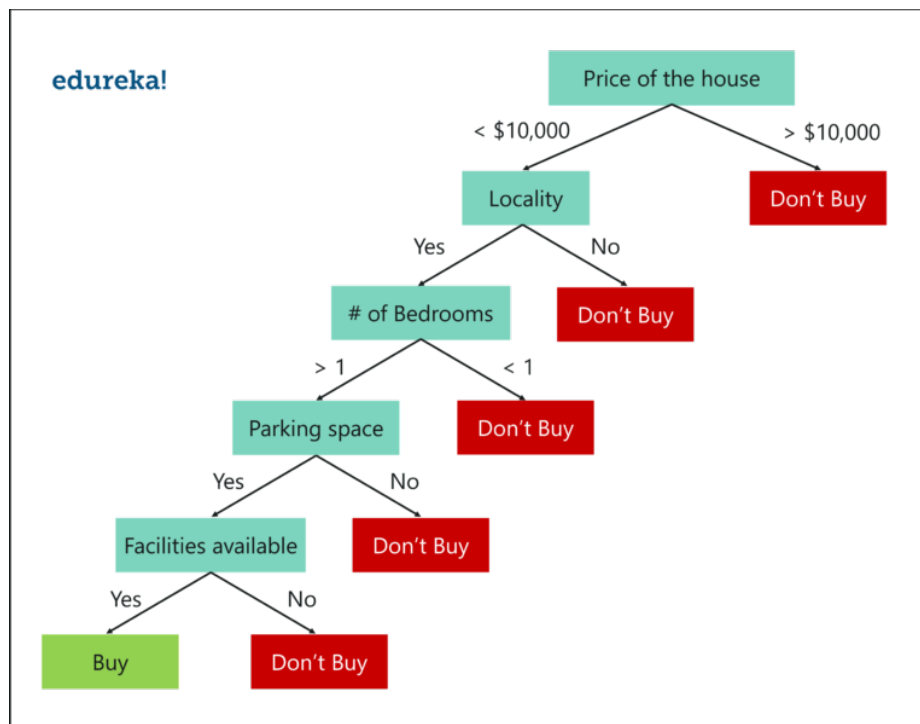 edureka!
Price of the house
< $10,000
> $10,000
Locality
Don't Buy
Yes
No
# of Bedrooms
Don't Buy
> 1
< 1
Parking space
Don't Buy
Yes
No
Facilities available
Don't Buy
Yes
No
Buy
Don't Buy